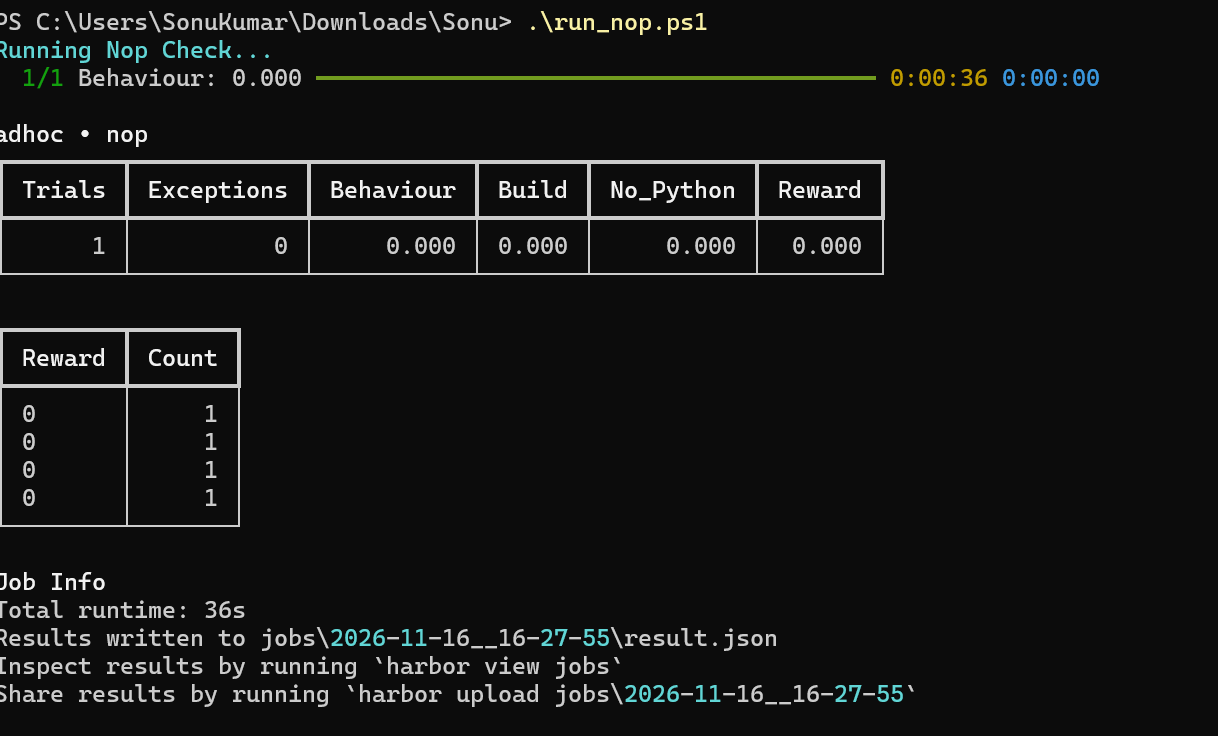 PS C:\Users\SonuKumar\Downloads\Sonu> .\run_nop.ps1
Running Nop Check...
1/1 Behaviour: 0.000 0:00:36 0:00:00
adhoc • nop
Trials Exceptions Behaviour Build No_Python Reward
1 0 0.000 0.000 0.000 0.000
Reward Count
0 1
0 1
0 1
0 1
Job Info
Total runtime: 36s
Results written to jobs\2026-11-16__16-27-55\result.json
Inspect results by running `harbor view jobs`
Share results by running `harbor upload jobs\2026-11-16__16-27-55`